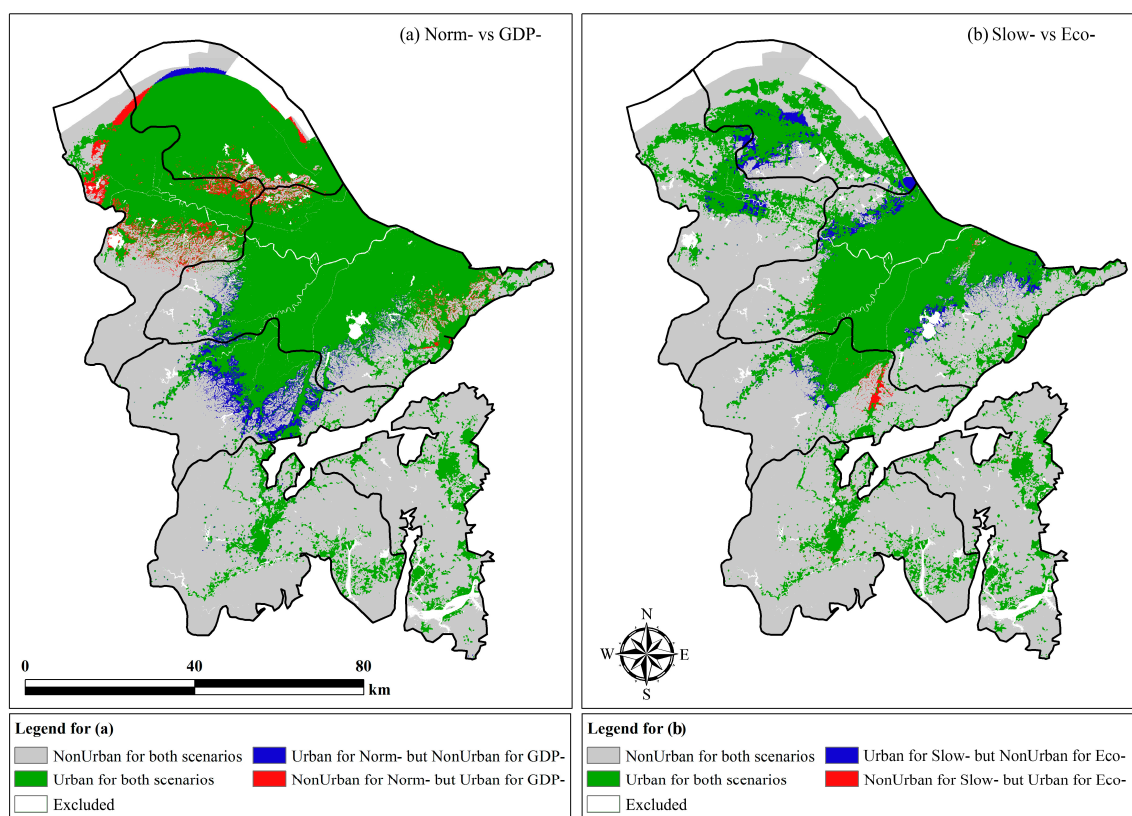 (a) Norm- vs GDP-
(b) Slow- vs Eco-
N
W E
S
0 40 80
km
Legend for (a)
NonUrban for both scenarios
Urban for Norm- but NonUrban for GDP-
Urban for both scenarios
NonUrban for Norm- but Urban for GDP-
Excluded
Legend for (b)
NonUrban for both scenarios
Urban for Slow- but NonUrban for Eco-
Urban for both scenarios
NonUrban for Slow- but Urban for Eco-
Excluded